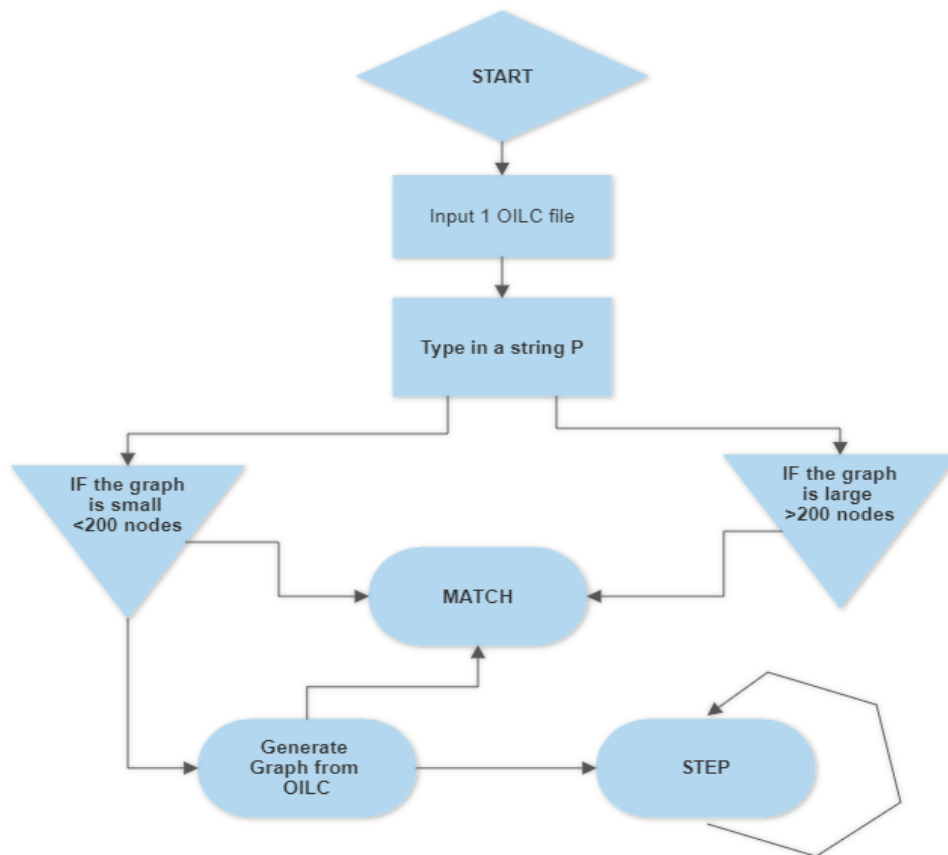 START
Input 1 OILC file
Type in a string P
IF the graph
is small
<200 nodes
IF the graph
is large
>200 nodes
MATCH
Generate
Graph from
OILC
STEP